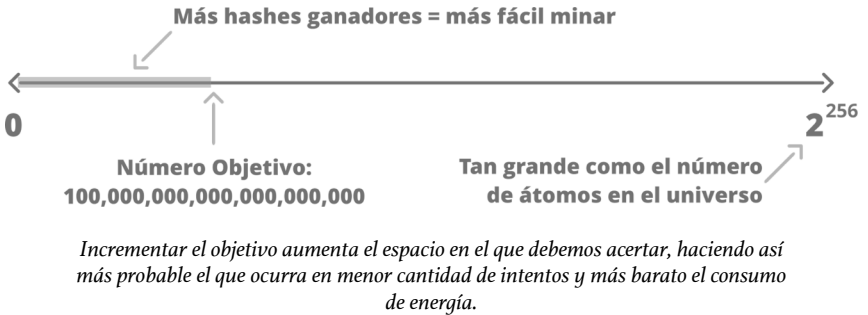 Más hashes ganadores = más fácil minar
0
2^256
Número Objetivo:
100,000,000,000,000,000,000
Tan grande como el número
de átomos en el universo
Incrementar el objetivo aumenta el espacio en el que debemos acertar, haciendo así
más probable el que ocurra en menor cantidad de intentos y más barato el consumo
de energía.